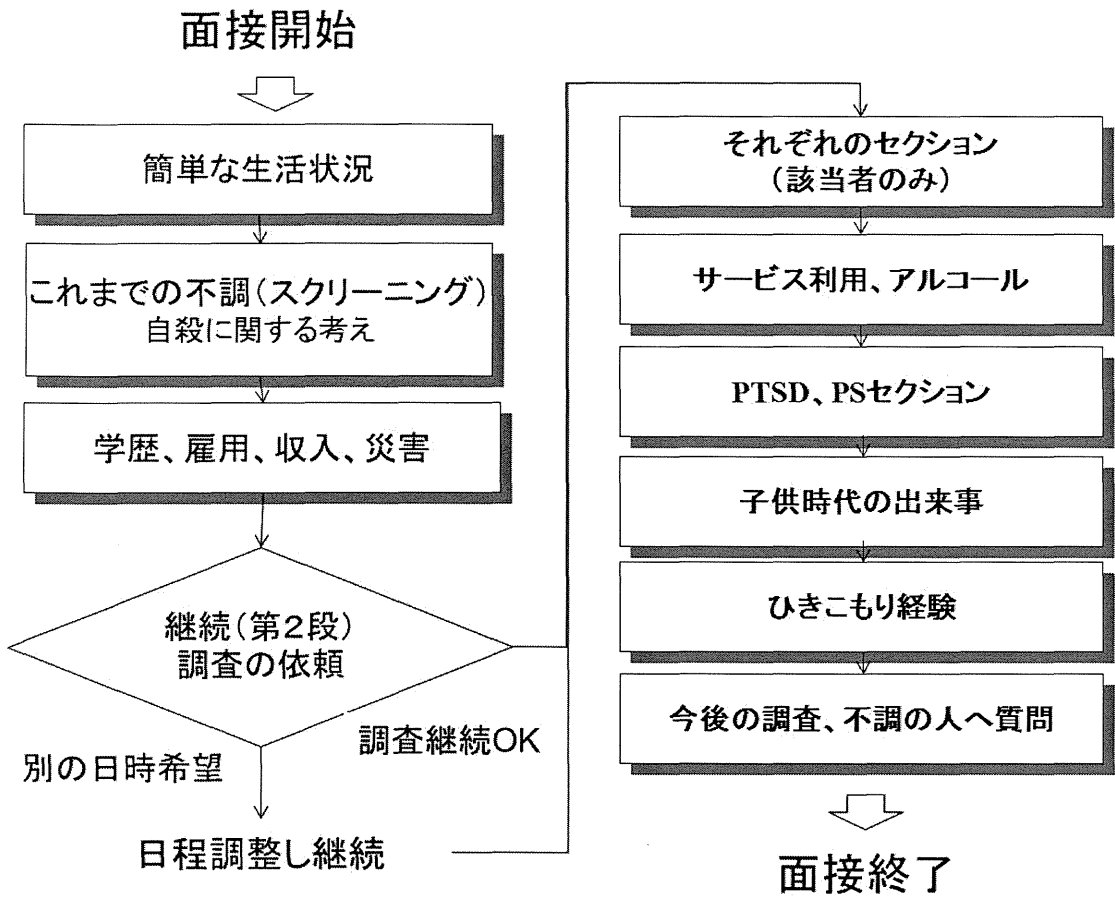 面接開始
簡単な生活状況
これまでの不調（スクリーニング）
自殺に関する考え
学歴、雇用、収入、災害
継続（第２段）
調査の依頼
調査継続OK
別の日時希望
日程調整し継続
それぞれのセクション
（該当者のみ）
サービス利用、アルコール
PTSD、PSセクション
子供時代の出来事
ひきこもり経験
今後の調査、不調の人へ質問
面接終了